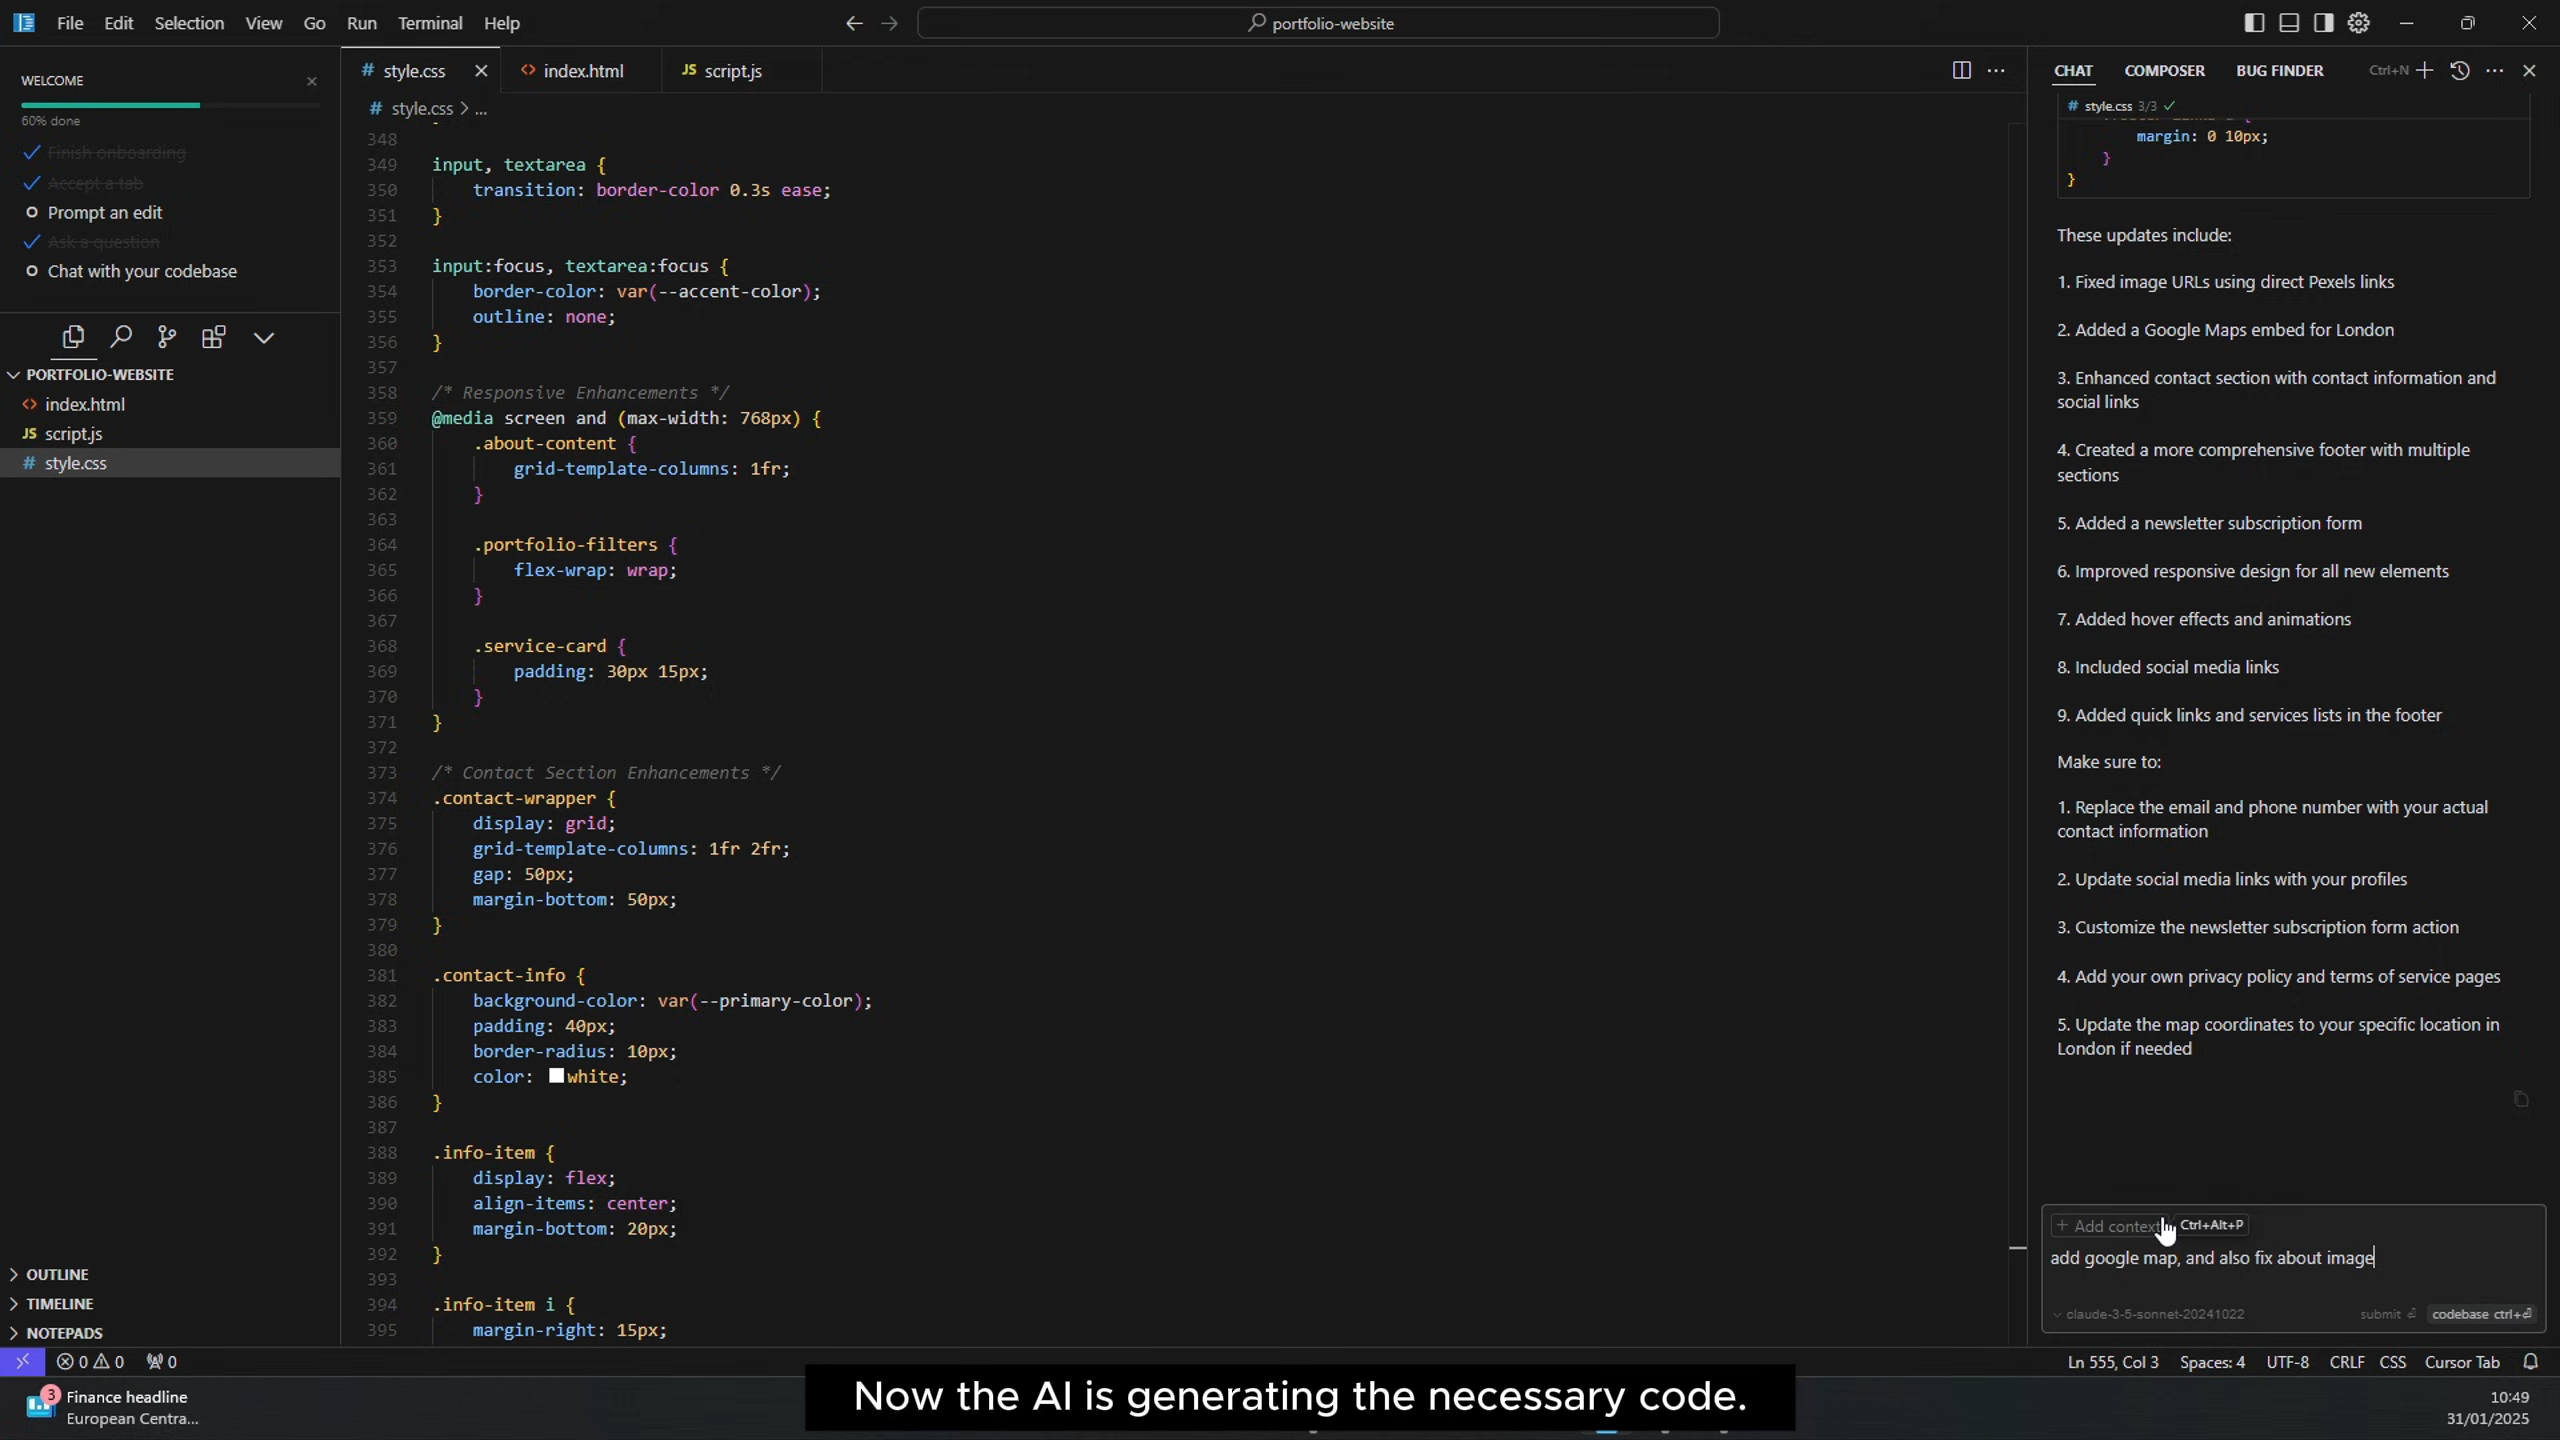 File Edit Selection View Go Run Terminal Help
portfolio-website
WELCOME
60% done
Finish onboarding
Accept a tab
Prompt an edit
Ask a question
Chat with your codebase
PORTFOLIO-WEBSITE
<> index.html
JS script.js
# style.css
OUTLINE
TIMELINE
NOTEPADS
# style.css <> index.html JS script.js
# style.css > ...
348
349 input, textarea {
350 transition: border-color 0.3s ease;
351 }
352
353 input:focus, textarea:focus {
354 border-color: var(--accent-color);
355 outline: none;
356 }
357
358 /* Responsive Enhancements */
359 @media screen and (max-width: 768px) {
360 .about-content {
361 grid-template-columns: 1fr;
362 }
363
364 .portfolio-filters {
365 flex-wrap: wrap;
366 }
367
368 .service-card {
369 padding: 30px 15px;
370 }
371 }
372
373 /* Contact Section Enhancements */
374 .contact-wrapper {
375 display: grid;
376 grid-template-columns: 1fr 2fr;
377 gap: 50px;
378 margin-bottom: 50px;
379 }
380
381 .contact-info {
382 background-color: var(--primary-color);
383 padding: 40px;
384 border-radius: 10px;
385 color: white;
386 }
387
388 .info-item {
389 display: flex;
390 align-items: center;
391 margin-bottom: 20px;
392 }
393
394 .info-item i {
395 margin-right: 15px;
CHAT COMPOSER BUG FINDER Ctrl+N
# style.css 3/3
margin: 0 10px;
}
}
These updates include:
1. Fixed image URLs using direct Pexels links
2. Added a Google Maps embed for London
3. Enhanced contact section with contact information and
social links
4. Created a more comprehensive footer with multiple
sections
5. Added a newsletter subscription form
6. Improved responsive design for all new elements
7. Added hover effects and animations
8. Included social media links
9. Added quick links and services lists in the footer
Make sure to:
1. Replace the email and phone number with your actual
contact information
2. Update social media links with your profiles
3. Customize the newsletter subscription form action
4. Add your own privacy policy and terms of service pages
5. Update the map coordinates to your specific location in
London if needed
+ Add context Ctrl+Alt+P
add google map, and also fix about image
claude-3-5-sonnet-20241022 submit codebase ctrl+
0 0 0
Ln 555, Col 3 Spaces: 4 UTF-8 CRLF CSS Cursor Tab
3
Finance headline
European Centra...
Now the AI is generating the necessary code.
10:49
31/01/2025